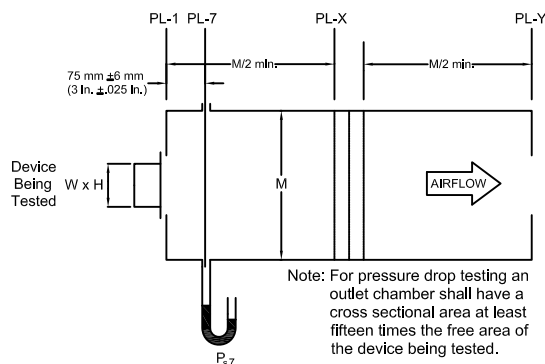 PL-1 PL-7 PL-X PL-Y
M/2 mIn. M/2 mIn.
75 mm ±6 mm
(3 In. ±.025 In.)
Device
Being
Tested
W x H
M
AIRFLOW
Note: For pressure drop testing an
outlet chamber shall have a
cross sectional area at least
fifteen times the free area of
the device being tested.
Ps7